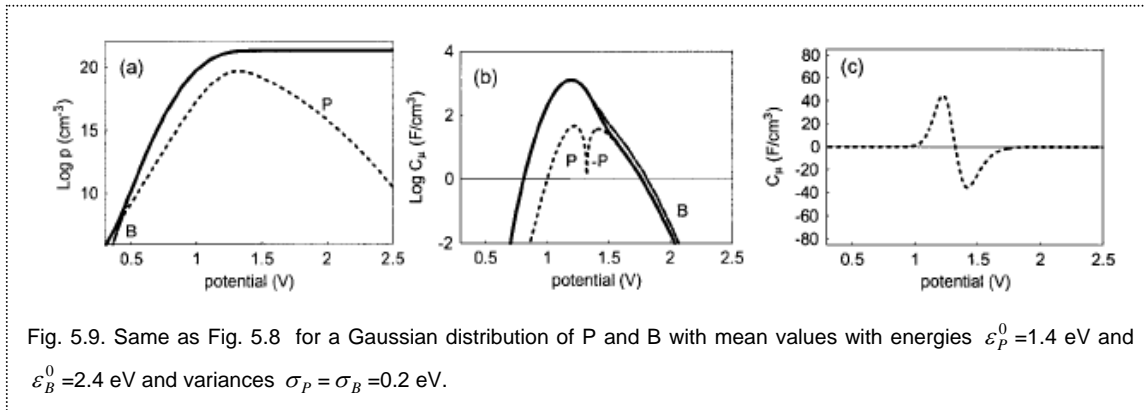 (a)
Log p (cm⁻³)
20
15
10
P
B
0.5 1 1.5 2 2.5
potential (V)
(b)
Log Cμ (F/cm³)
4
2
0
-2
P -P
B
0.5 1 1.5 2 2.5
potential (V)
(c)
Cμ (F/cm³)
80
60
40
20
0
-20
-40
-60
-80
0.5 1 1.5 2 2.5
potential (V)
Fig. 5.9. Same as Fig. 5.8 for a Gaussian distribution of P and B with mean values with energies ε_P^0 =1.4 eV and
ε_B^0 =2.4 eV and variances σ_P = σ_B =0.2 eV.